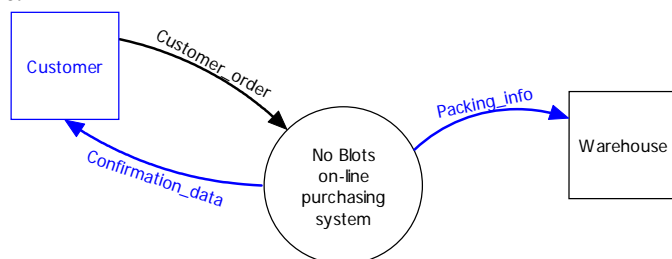 Customer
Customer_order
Packing_info
Confirmation_data
No Blots
on-line
purchasing
system
Warehouse